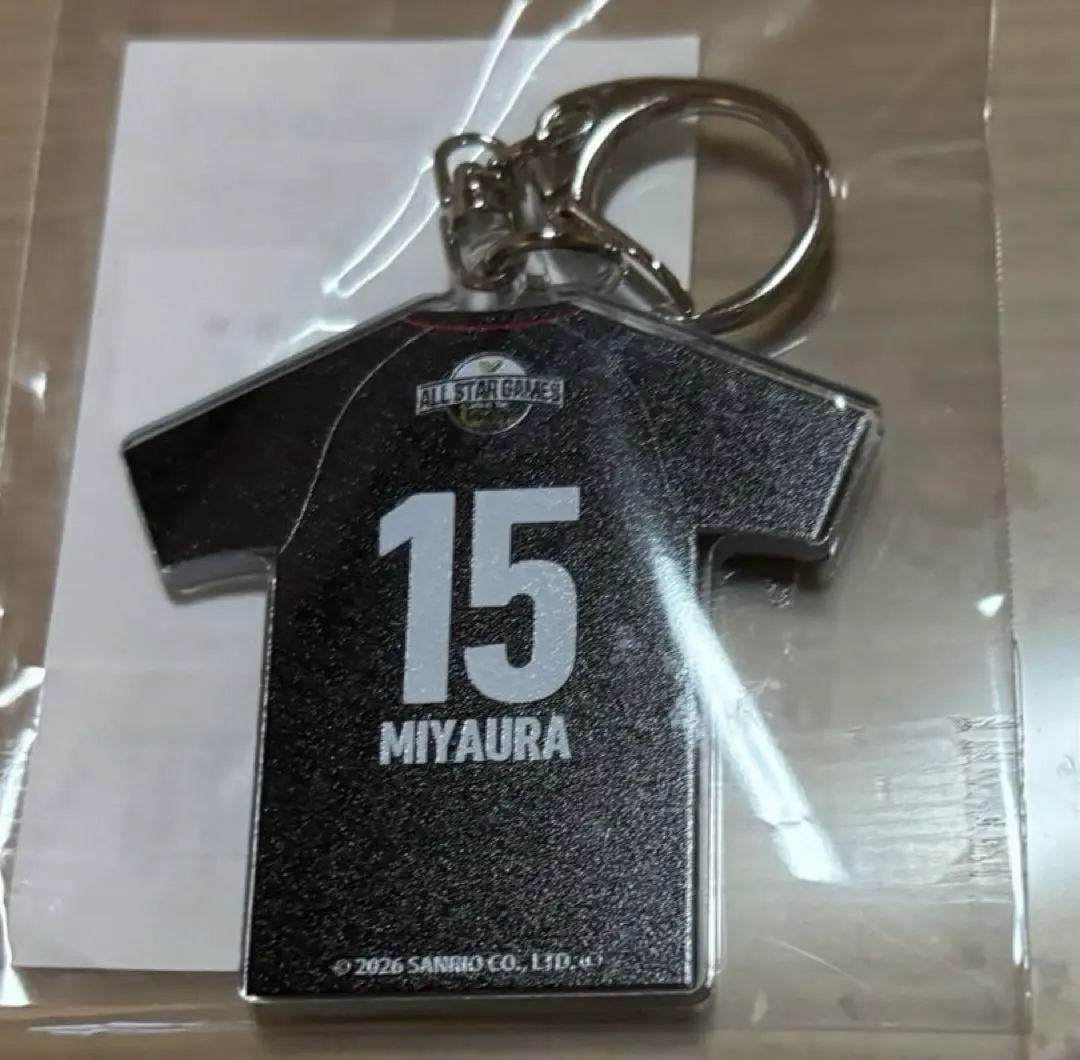 ALL STAR GAMES
15
MIYAURA
© 2026 SANRIO CO., LTD.